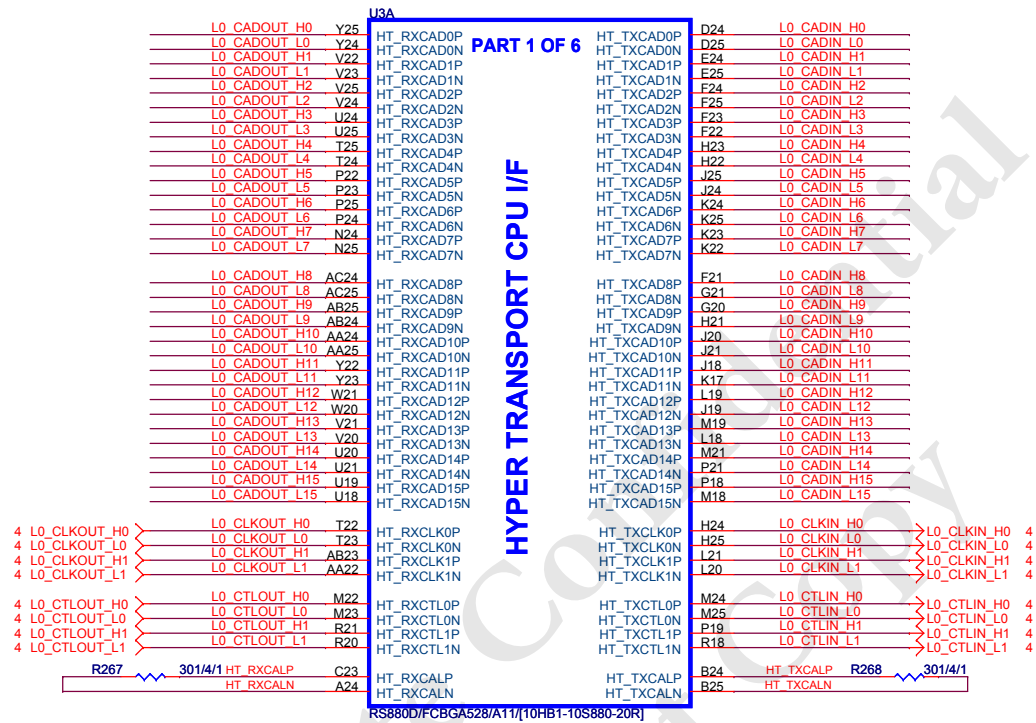 U3A
PART 1 OF 6
HYPER TRANSPORT CPU I/F
L0_CADOUT_H0 Y25 HT_RXCAD0P HT_TXCAD0P D24 L0_CADIN_H0
L0_CADOUT_L0 Y24 HT_RXCAD0N HT_TXCAD0N D25 L0_CADIN_L0
L0_CADOUT_H1 V22 HT_RXCAD1P HT_TXCAD1P E24 L0_CADIN_H1
L0_CADOUT_L1 V23 HT_RXCAD1N HT_TXCAD1N E25 L0_CADIN_L1
L0_CADOUT_H2 V25 HT_RXCAD2P HT_TXCAD2P F24 L0_CADIN_H2
L0_CADOUT_L2 V24 HT_RXCAD2N HT_TXCAD2N F25 L0_CADIN_L2
L0_CADOUT_H3 U24 HT_RXCAD3P HT_TXCAD3P F23 L0_CADIN_H3
L0_CADOUT_L3 U25 HT_RXCAD3N HT_TXCAD3N F22 L0_CADIN_L3
L0_CADOUT_H4 T25 HT_RXCAD4P HT_TXCAD4P H23 L0_CADIN_H4
L0_CADOUT_L4 T24 HT_RXCAD4N HT_TXCAD4N H22 L0_CADIN_L4
L0_CADOUT_H5 P22 HT_RXCAD5P HT_TXCAD5P J25 L0_CADIN_H5
L0_CADOUT_L5 P23 HT_RXCAD5N HT_TXCAD5N J24 L0_CADIN_L5
L0_CADOUT_H6 P25 HT_RXCAD6P HT_TXCAD6P K24 L0_CADIN_H6
L0_CADOUT_L6 P24 HT_RXCAD6N HT_TXCAD6N K25 L0_CADIN_L6
L0_CADOUT_H7 N24 HT_RXCAD7P HT_TXCAD7P K23 L0_CADIN_H7
L0_CADOUT_L7 N25 HT_RXCAD7N HT_TXCAD7N K22 L0_CADIN_L7
L0_CADOUT_H8 AC24 HT_RXCAD8P HT_TXCAD8P F21 L0_CADIN_H8
L0_CADOUT_L8 AC25 HT_RXCAD8N HT_TXCAD8N G21 L0_CADIN_L8
L0_CADOUT_H9 AB25 HT_RXCAD9P HT_TXCAD9P G20 L0_CADIN_H9
L0_CADOUT_L9 AB24 HT_RXCAD9N HT_TXCAD9N H21 L0_CADIN_L9
L0_CADOUT_H10 AA24 HT_RXCAD10P HT_TXCAD10P J20 L0_CADIN_H10
L0_CADOUT_L10 AA25 HT_RXCAD10N HT_TXCAD10N J21 L0_CADIN_L10
L0_CADOUT_H11 Y22 HT_RXCAD11P HT_TXCAD11P J18 L0_CADIN_H11
L0_CADOUT_L11 Y23 HT_RXCAD11N HT_TXCAD11N K17 L0_CADIN_L11
L0_CADOUT_H12 W21 HT_RXCAD12P HT_TXCAD12P L19 L0_CADIN_H12
L0_CADOUT_L12 W20 HT_RXCAD12N HT_TXCAD12N J19 L0_CADIN_L12
L0_CADOUT_H13 V21 HT_RXCAD13P HT_TXCAD13P M19 L0_CADIN_H13
L0_CADOUT_L13 V20 HT_RXCAD13N HT_TXCAD13N L18 L0_CADIN_L13
L0_CADOUT_H14 U20 HT_RXCAD14P HT_TXCAD14P M21 L0_CADIN_H14
L0_CADOUT_L14 U21 HT_RXCAD14N HT_TXCAD14N P21 L0_CADIN_L14
L0_CADOUT_H15 U19 HT_RXCAD15P HT_TXCAD15P P18 L0_CADIN_H15
L0_CADOUT_L15 U18 HT_RXCAD15N HT_TXCAD15N M18 L0_CADIN_L15
4 L0_CLKOUT_H0 L0_CLKOUT_H0 T22 HT_RXCLK0P HT_TXCLK0P H24 L0_CLKIN_H0 L0_CLKIN_H0 4
4 L0_CLKOUT_L0 L0_CLKOUT_L0 T23 HT_RXCLK0N HT_TXCLK0N H25 L0_CLKIN_L0 L0_CLKIN_L0 4
4 L0_CLKOUT_H1 L0_CLKOUT_H1 AB23 HT_RXCLK1P HT_TXCLK1P L21 L0_CLKIN_H1 L0_CLKIN_H1 4
4 L0_CLKOUT_L1 L0_CLKOUT_L1 AA22 HT_RXCLK1N HT_TXCLK1N L20 L0_CLKIN_L1 L0_CLKIN_L1 4
4 L0_CTLOUT_H0 L0_CTLOUT_H0 M22 HT_RXCTL0P HT_TXCTL0P M24 L0_CTLIN_H0 L0_CTLIN_H0 4
4 L0_CTLOUT_L0 L0_CTLOUT_L0 M23 HT_RXCTL0N HT_TXCTL0N M25 L0_CTLIN_L0 L0_CTLIN_L0 4
4 L0_CTLOUT_H1 L0_CTLOUT_H1 R21 HT_RXCTL1P HT_TXCTL1P P19 L0_CTLIN_H1 L0_CTLIN_H1 4
4 L0_CTLOUT_L1 L0_CTLOUT_L1 R20 HT_RXCTL1N HT_TXCTL1N R18 L0_CTLIN_L1 L0_CTLIN_L1 4
R267 301/4/1 HT_RXCALP C23 HT_RXCALP HT_TXCALP B24 HT_TXCALP R268 301/4/1
HT_RXCALN A24 HT_RXCALN HT_TXCALN B25 HT_TXCALN
RS880D/FCBGA528/A11/[10HB1-10S880-20R]
Confidential
Copy